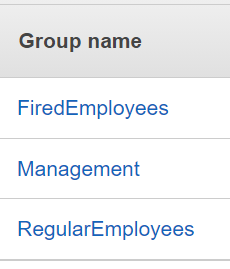 Group name
FiredEmployees
Management
RegularEmployees